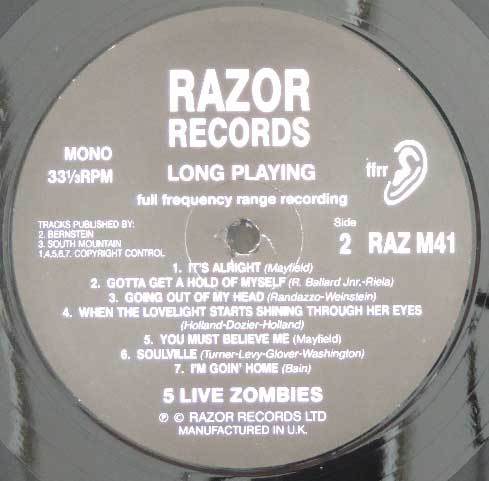 RAZOR
RECORDS
MONO
33⅓RPM
LONG PLAYING
ffrr
full frequency range recording
TRACKS PUBLISHED BY:
2. BERNSTEIN
3. SOUTH MOUNTAIN
1,4,5,6,7. COPYRIGHT CONTROL
Side
2 RAZ M41
1. IT'S ALRIGHT (Mayfield)
2. GOTTA GET A HOLD OF MYSELF (R. Ballard Jnr.-Riela)
3. GOING OUT OF MY HEAD (Randazzo-Weinstein)
4. WHEN THE LOVELIGHT STARTS SHINING THROUGH HER EYES
(Holland-Dozier-Holland)
5. YOU MUST BELIEVE ME (Mayfield)
6. SOULVILLE (Turner-Levy-Glover-Washington)
7. I'M GOIN' HOME (Bain)
5 LIVE ZOMBIES
℗ © RAZOR RECORDS LTD
MANUFACTURED IN U.K.